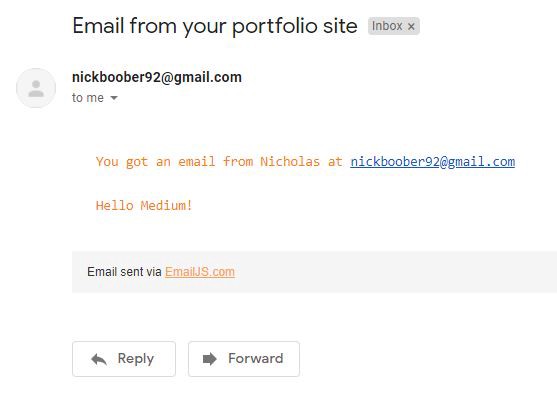 Email from your portfolio site Inbox ×
nickboober92@gmail.com
to me
You got an email from Nicholas at nickboober92@gmail.com
Hello Medium!
Email sent via EmailJS.com
Reply Forward